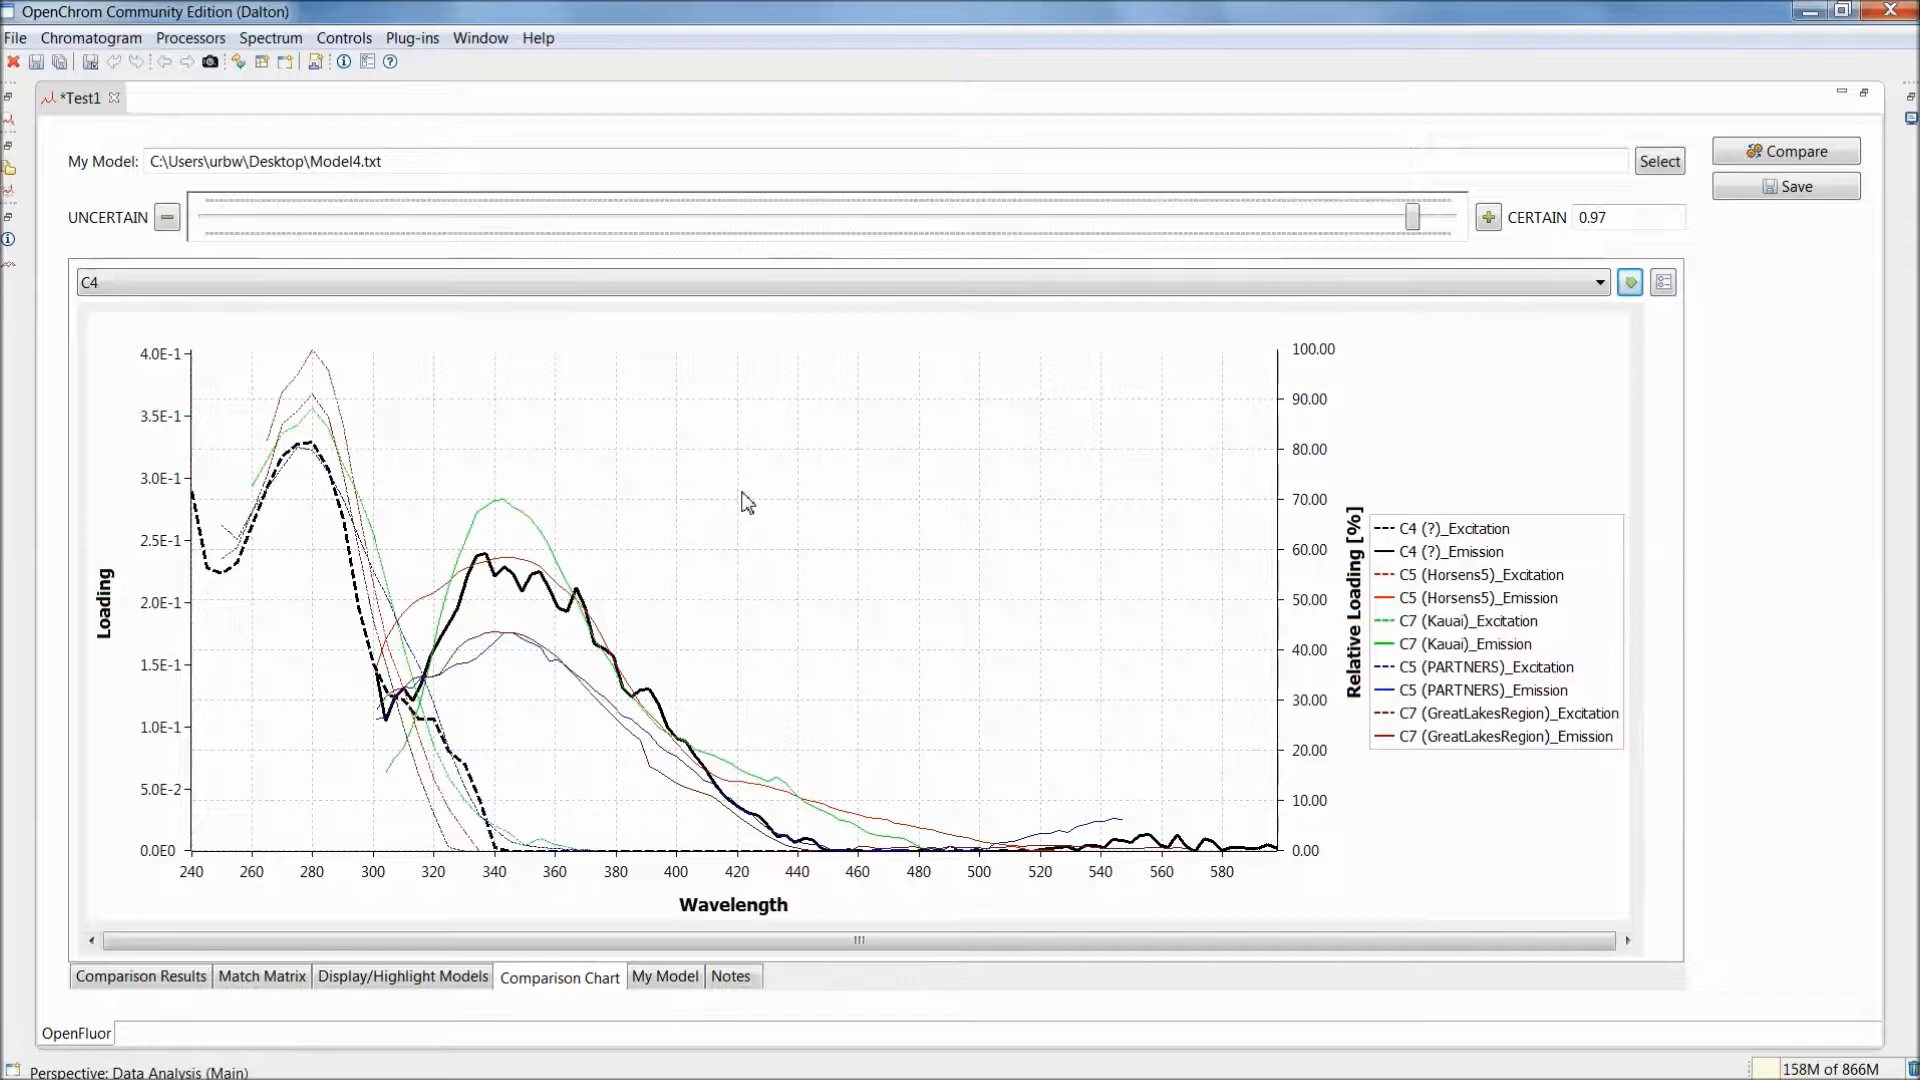 OpenChrom Community Edition (Dalton)
File Chromatogram Processors Spectrum Controls Plug-ins Window Help
*Test1
My Model: C:\Users\urbw\Desktop\Model4.txt Select
Compare
Save
UNCERTAIN CERTAIN 0.97
C4
4.0E-1
3.5E-1
3.0E-1
2.5E-1
2.0E-1
1.5E-1
1.0E-1
5.0E-2
0.0E0
Loading
100.00
90.00
80.00
70.00
60.00
50.00
40.00
30.00
20.00
10.00
0.00
Relative Loading [%]
240 260 280 300 320 340 360 380 400 420 440 460 480 500 520 540 560 580
Wavelength
C4 (?)_Excitation
C4 (?)_Emission
C5 (Horsens5)_Excitation
C5 (Horsens5)_Emission
C7 (Kauai)_Excitation
C7 (Kauai)_Emission
C5 (PARTNERS)_Excitation
C5 (PARTNERS)_Emission
C7 (GreatLakesRegion)_Excitation
C7 (GreatLakesRegion)_Emission
Comparison Results Match Matrix Display/Highlight Models Comparison Chart My Model Notes
OpenFluor
Perspective: Data Analysis (Main)
158M of 866M